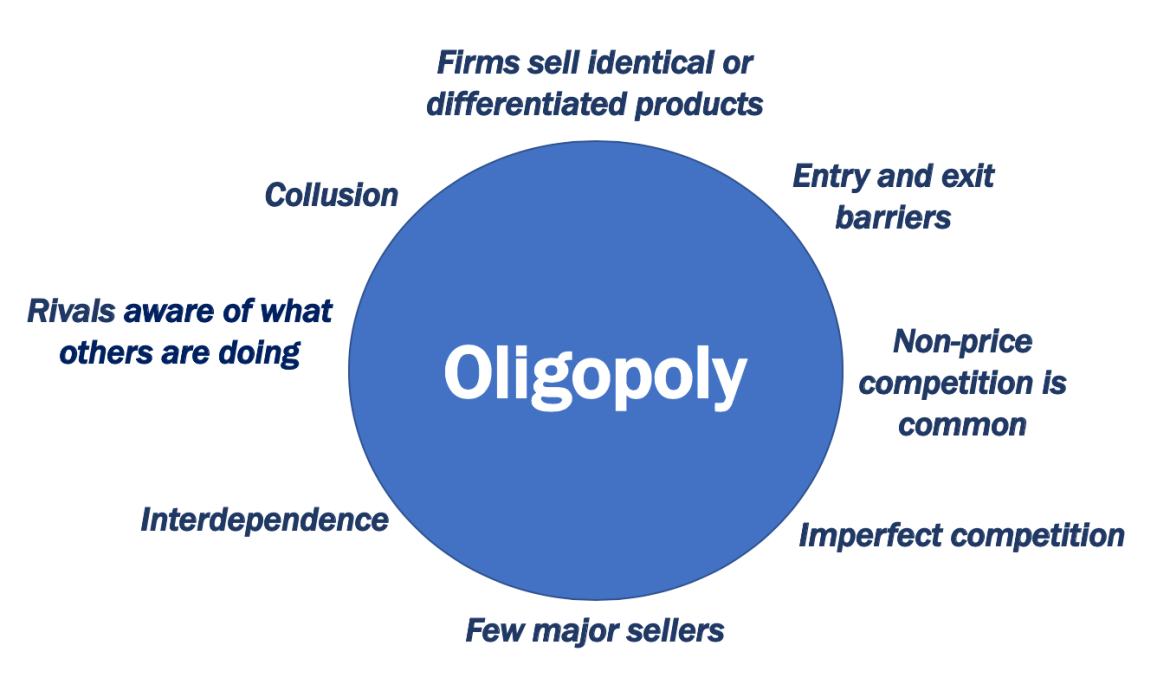 Firms sell identical or
differentiated products
Collusion
Entry and exit
barriers
Rivals aware of what
others are doing
Oligopoly
Non-price
competition is
common
Interdependence
Imperfect competition
Few major sellers